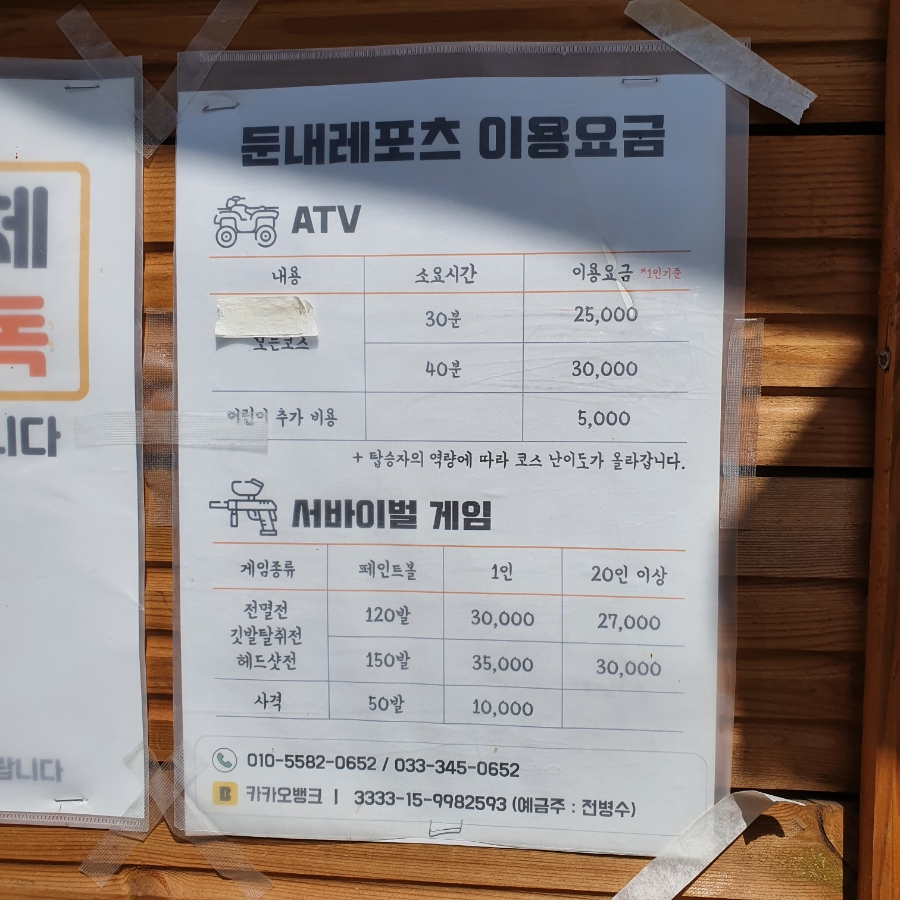 둔내레포츠 이용요금
ATV
내용 소요시간 이용요금 *1인기준
모든코스 30분 25,000
40분 30,000
어린이 추가 비용 5,000
+ 탑승자의 역량에 따라 코스 난이도가 올라갑니다.
서바이벌 게임
게임종류 페인트볼 1인 20인 이상
전멸전
깃발탈취전
헤드샷전
120발 30,000 27,000
150발 35,000 30,000
사격 50발 10,000
010-5582-0652 / 033-345-0652
B 카카오뱅크 | 3333-15-9982593 (예금주 : 전병수)
제
독
니다
랍니다